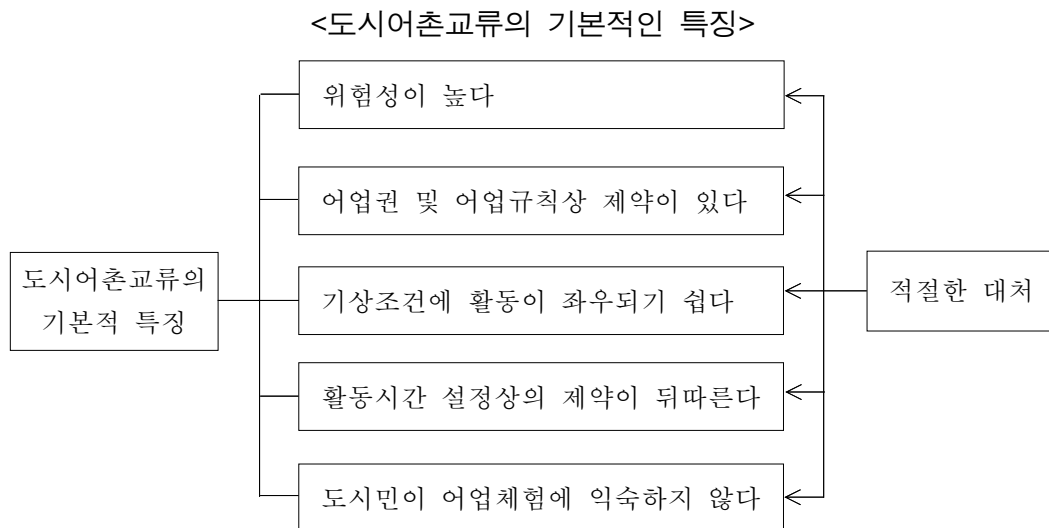 <도시어촌교류의 기본적인 특징>
위험성이 높다
어업권 및 어업규칙상 제약이 있다
도시어촌교류의
기본적 특징
기상조건에 활동이 좌우되기 쉽다
적절한 대처
활동시간 설정상의 제약이 뒤따른다
도시민이 어업체험에 익숙하지 않다